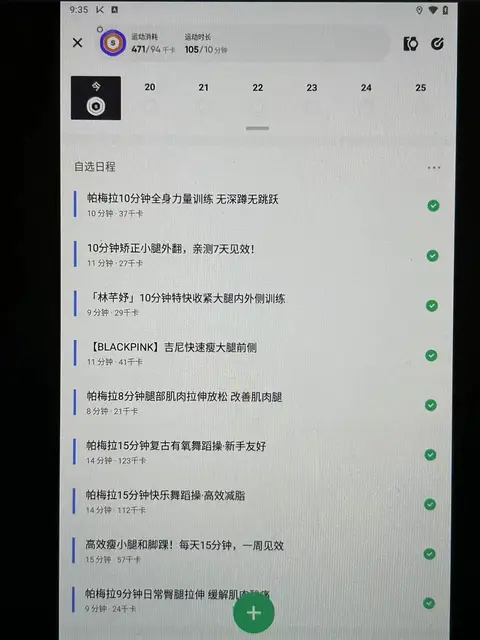 9:35
运动消耗
471/94千卡
运动时长
105/10分钟
今
20
21
22
23
24
25
自选日程
帕梅拉10分钟全身力量训练 无深蹲无跳跃
10分钟·37千卡
10分钟矫正小腿外翻，亲测7天见效！
11分钟·27千卡
「林芊妤」10分钟特快收紧大腿内外侧训练
9分钟·29千卡
【BLACKPINK】吉尼快速瘦大腿前侧
11分钟·41千卡
帕梅拉8分钟腿部肌肉拉伸放松 改善肌肉腿
8分钟·21千卡
帕梅拉15分钟复古有氧舞蹈操·新手友好
14分钟·123千卡
帕梅拉15分钟快乐舞蹈操·高效减脂
14分钟·112千卡
高效瘦小腿和脚踝！每天15分钟，一周见效
15分钟·57千卡
帕梅拉9分钟日常臀腿拉伸 缓解肌肉
9分钟·24千卡